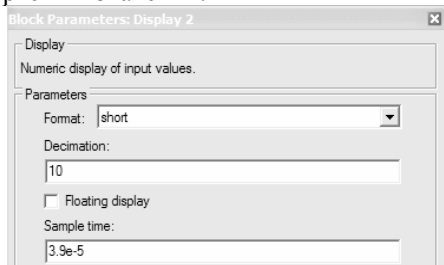 Block Parameters: Display 2
Display
Numeric display of input values.
Parameters
Format: short
Decimation:
10
Floating display
Sample time:
3.9e-5